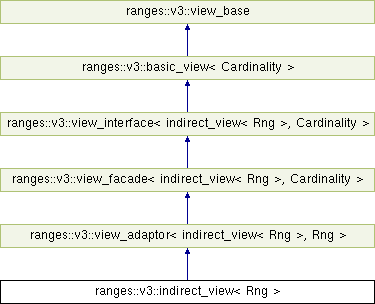 ranges::v3::view_base
ranges::v3::basic_view< Cardinality >
ranges::v3::view_interface< indirect_view< Rng >, Cardinality >
ranges::v3::view_facade< indirect_view< Rng >, Cardinality >
ranges::v3::view_adaptor< indirect_view< Rng >, Rng >
ranges::v3::indirect_view< Rng >